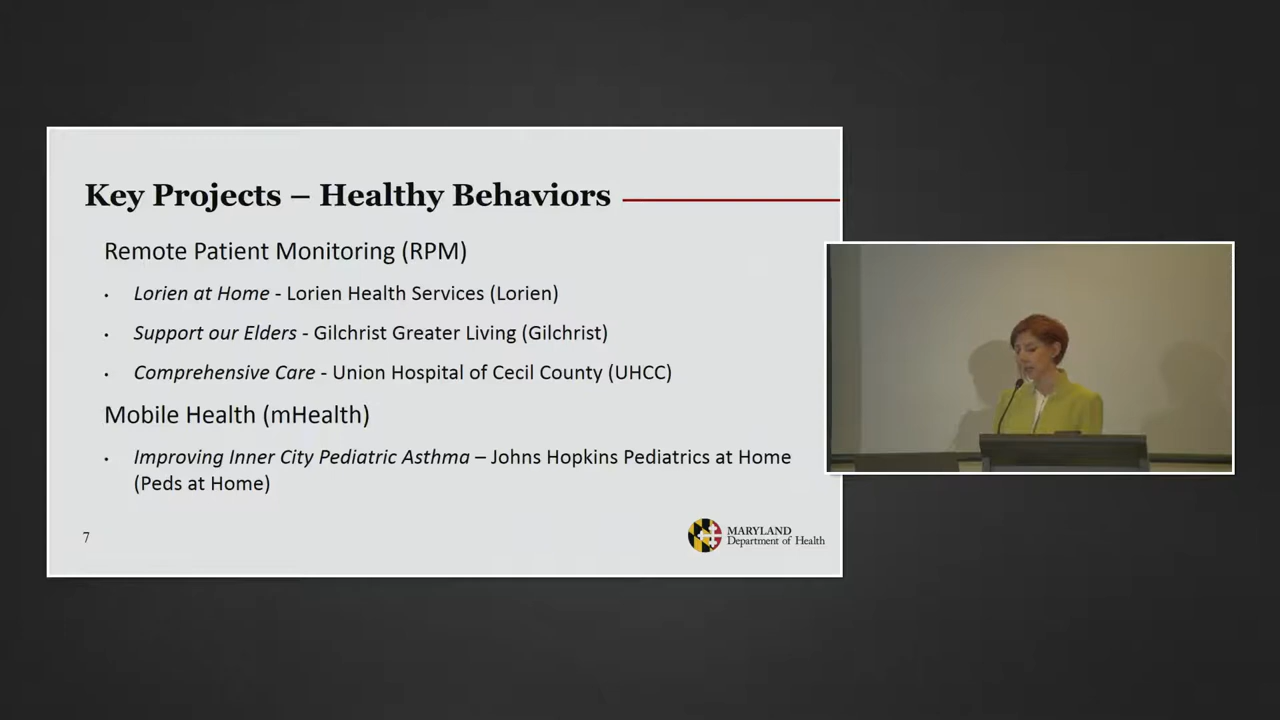 Key Projects – Healthy Behaviors
Remote Patient Monitoring (RPM)
• Lorien at Home - Lorien Health Services (Lorien)
• Support our Elders - Gilchrist Greater Living (Gilchrist)
• Comprehensive Care - Union Hospital of Cecil County (UHCC)
Mobile Health (mHealth)
• Improving Inner City Pediatric Asthma – Johns Hopkins Pediatrics at Home
(Peds at Home)
7
MARYLAND
Department of Health